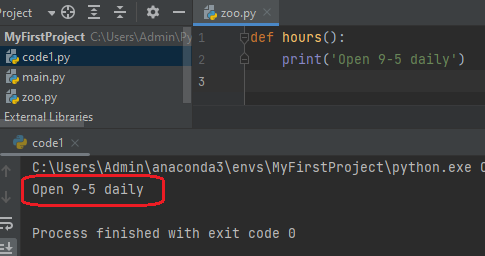 Project
MyFirstProject C:\Users\Admin\Py
code1.py
main.py
zoo.py
External Libraries
zoo.py
1 def hours():
2 print('Open 9-5 daily')
3
code1
C:\Users\Admin\anaconda3\envs\MyFirstProject\python.exe C
Open 9-5 daily
Process finished with exit code 0